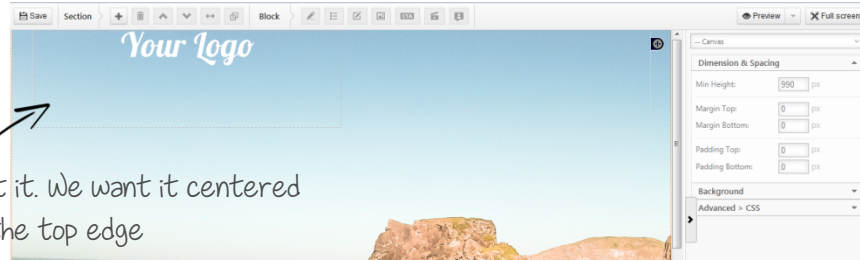 Save Section Block Preview Full screen
Your Logo
-- Canvas
Dimension & Spacing
Min Height: 990 px
Margin Top: 0 px
Margin Bottom: 0 px
Padding Top: 0 px
Padding Bottom: 0 px
Background
Advanced > CSS
it. We want it centered
the top edge